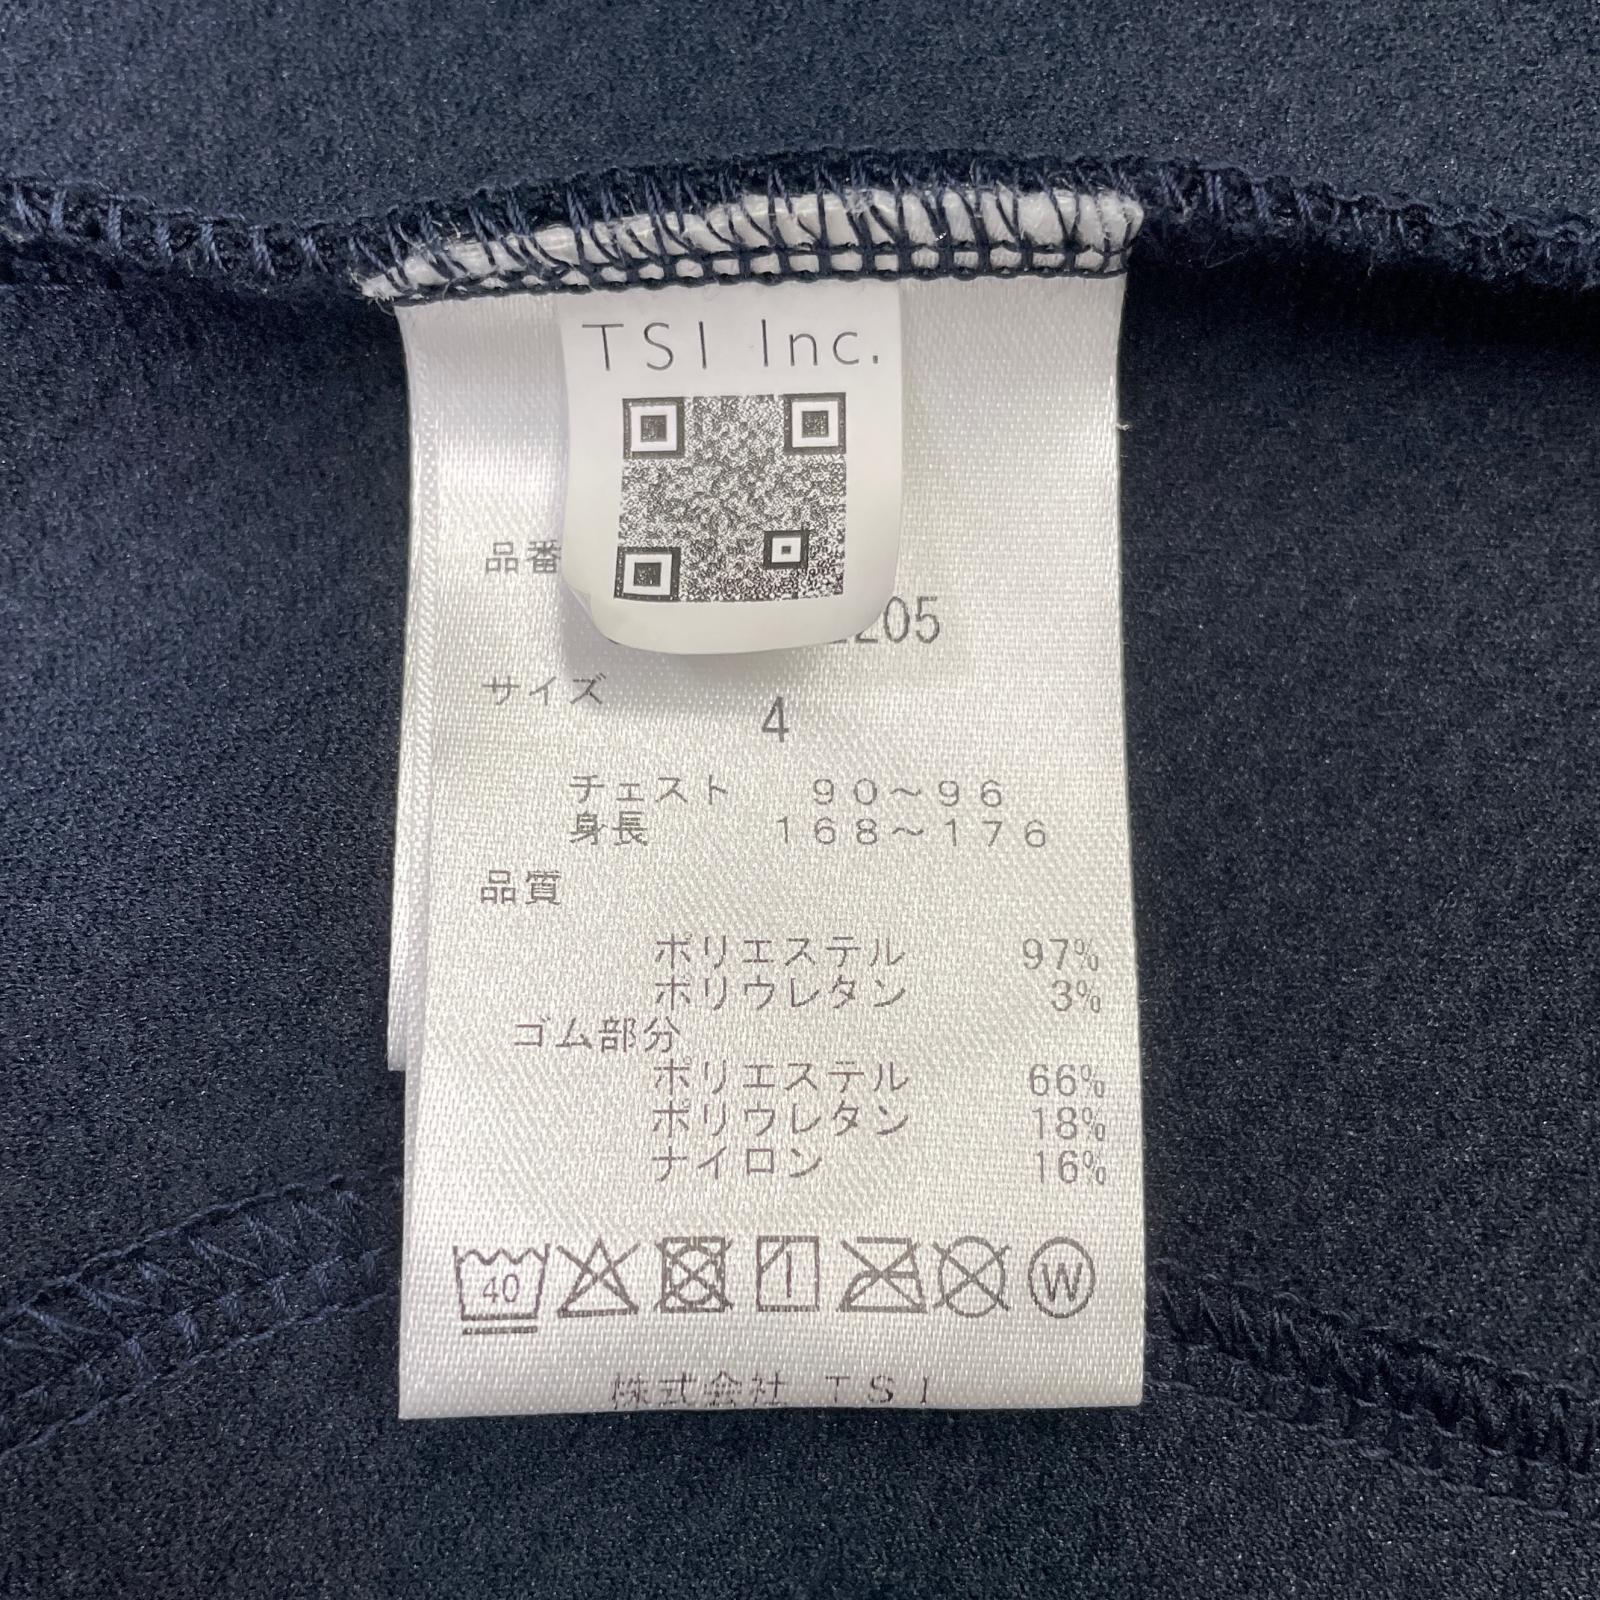 TSI Inc.
品番
205
サイズ
4
チェスト 90～96
身長 168～176
品質
ポリエステル 97%
ポリウレタン 3%
ゴム部分
ポリエステル 66%
ポリウレタン 18%
ナイロン 16%
40
W
株式会社 TSI